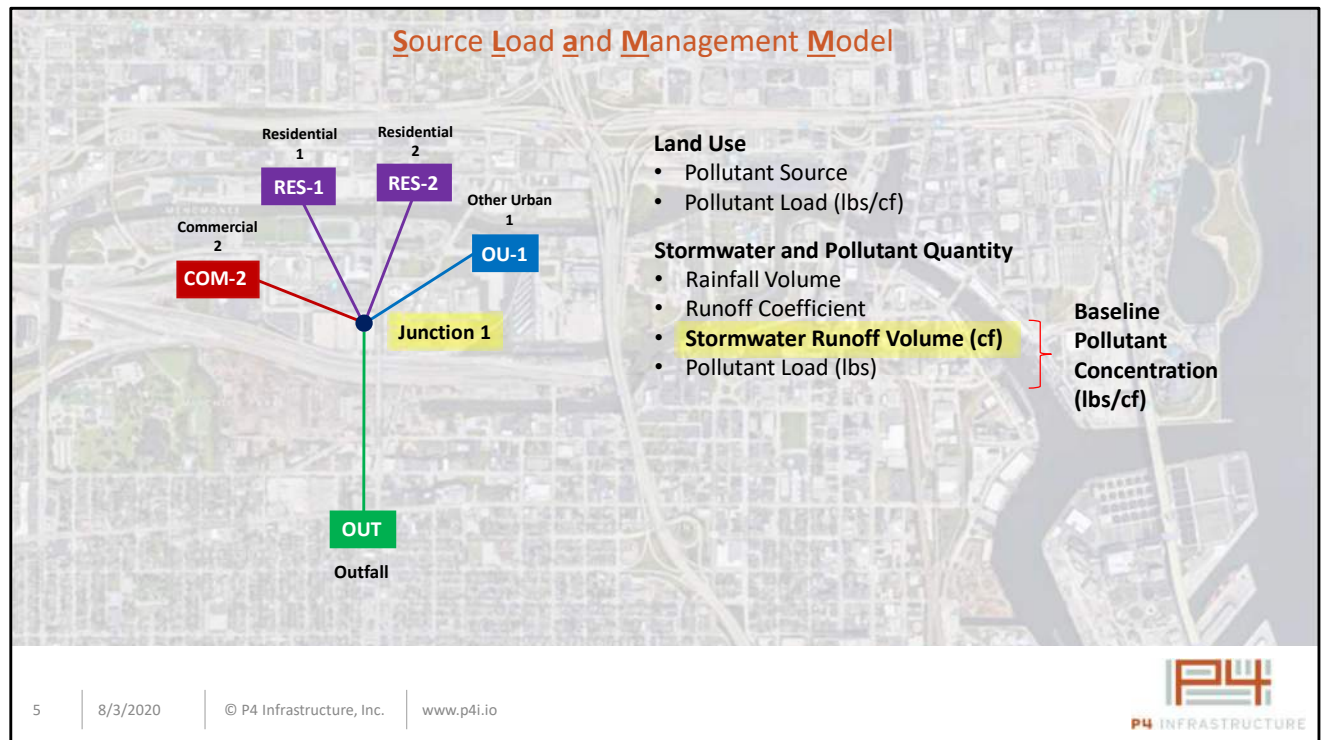 Source Load and Management Model
Residential
1
Residential
2
RES-1
RES-2
Other Urban
1
Commercial
2
OU-1
COM-2
Junction 1
OUT
Outfall
Land Use
• Pollutant Source
• Pollutant Load (lbs/cf)
Stormwater and Pollutant Quantity
• Rainfall Volume
• Runoff Coefficient
• Stormwater Runoff Volume (cf)
• Pollutant Load (lbs)
Baseline
Pollutant
Concentration
(lbs/cf)
5
8/3/2020
© P4 Infrastructure, Inc.
www.p4i.io
P4
P4 INFRASTRUCTURE